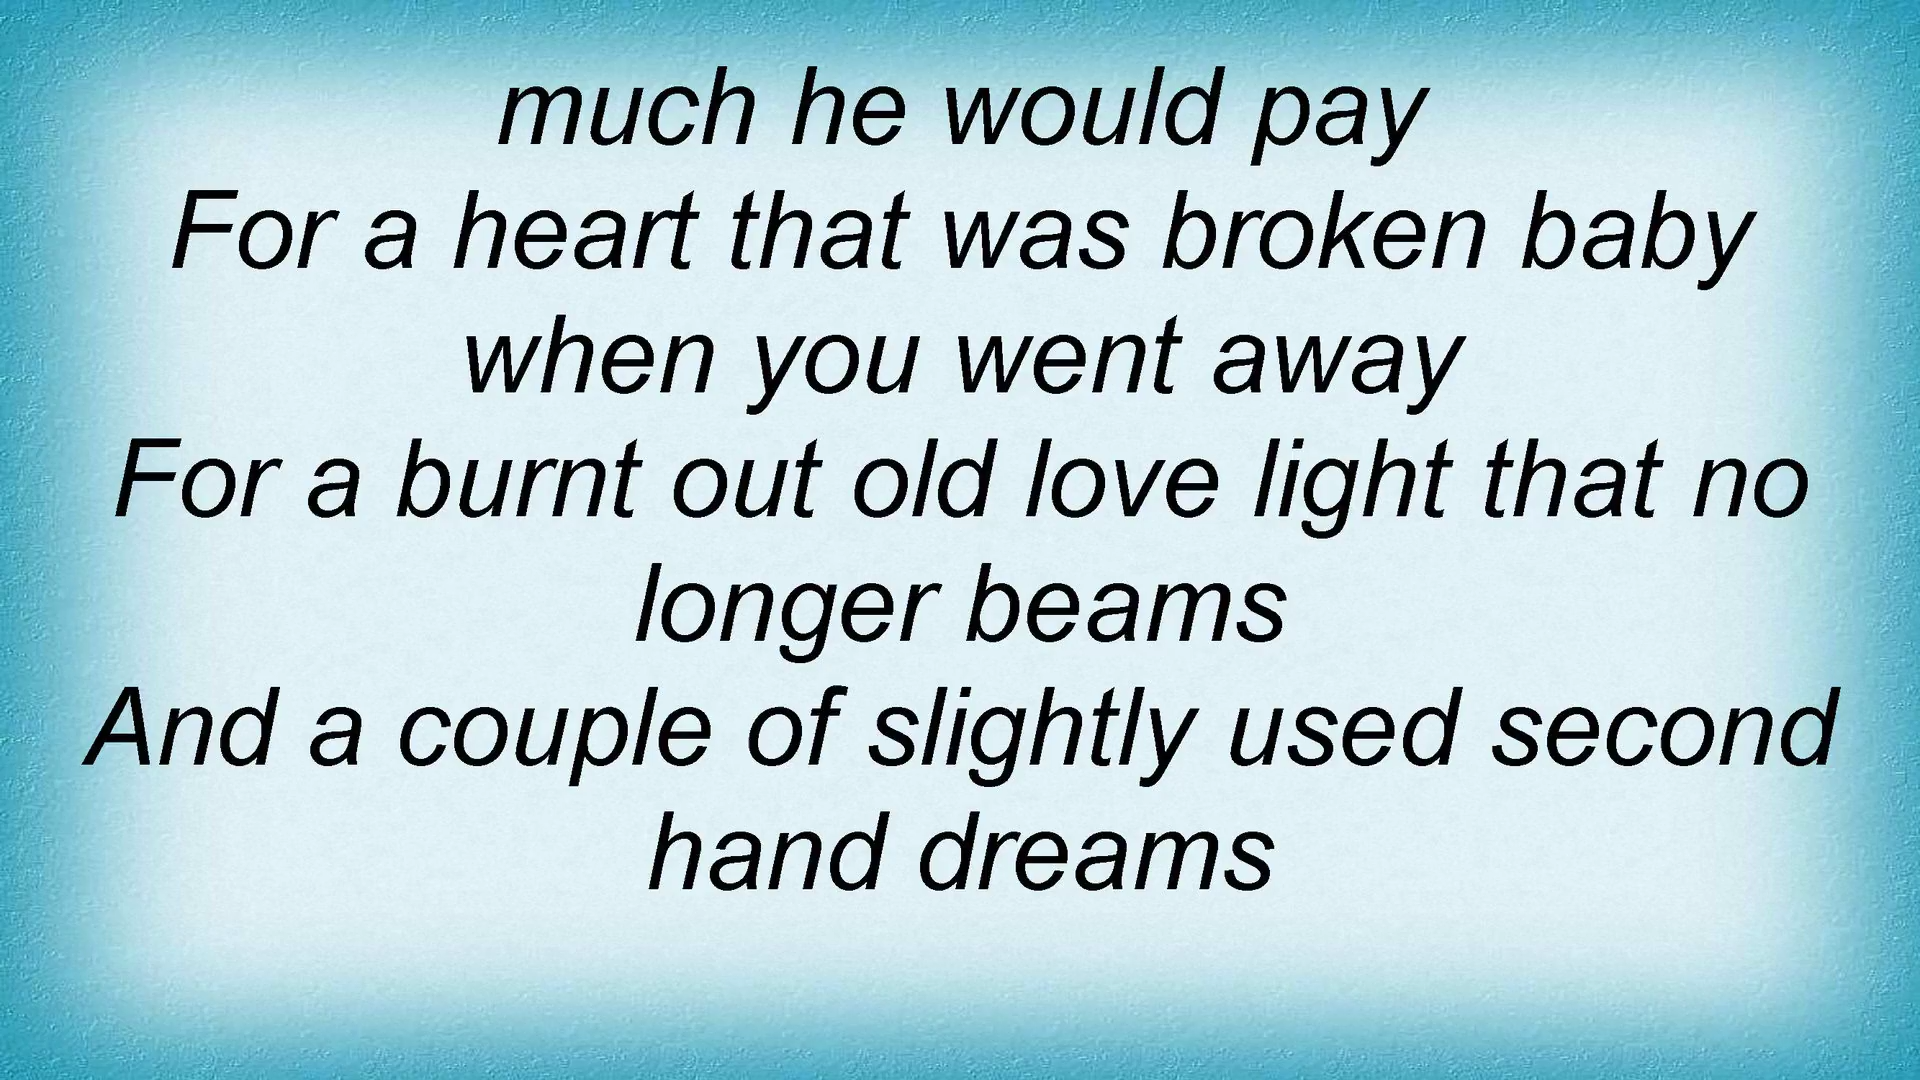 much he would pay
For a heart that was broken baby
when you went away
For a burnt out old love light that no
longer beams
And a couple of slightly used second
hand dreams